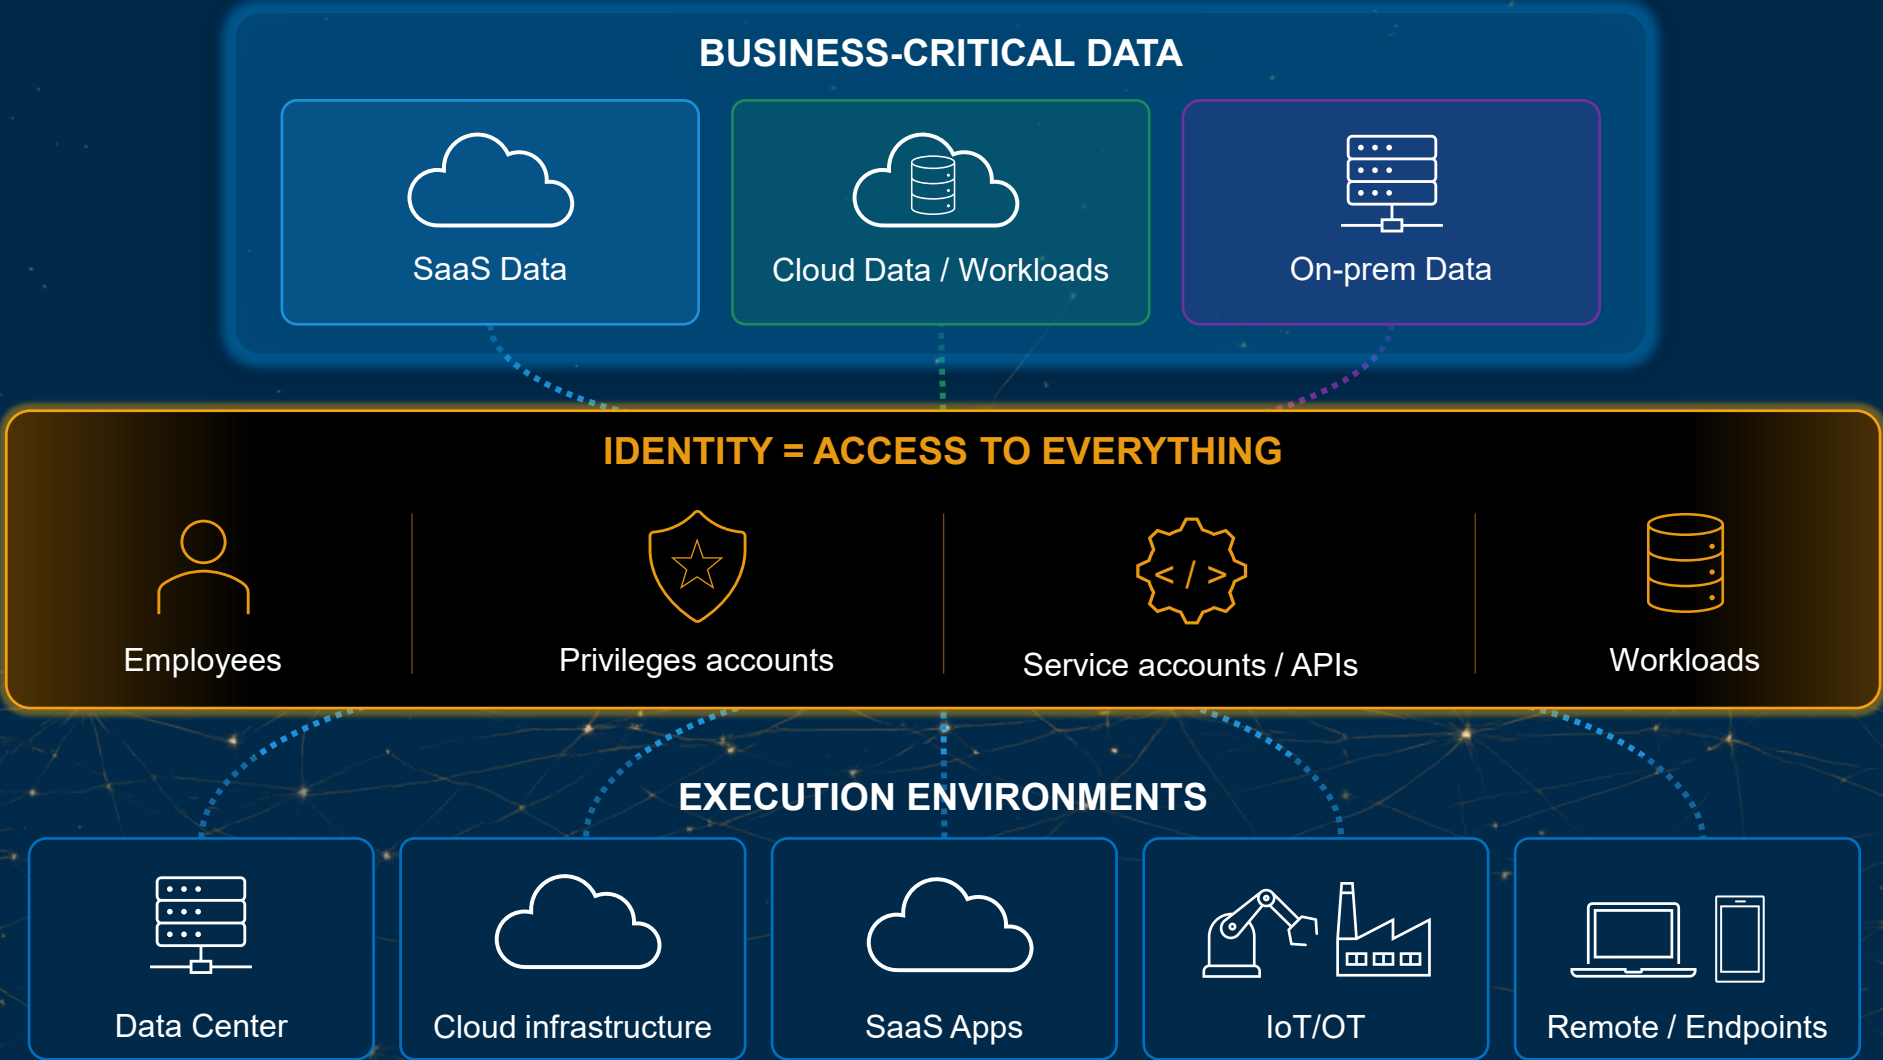 BUSINESS-CRITICAL DATA
SaaS Data
Cloud Data / Workloads
On-prem Data
IDENTITY = ACCESS TO EVERYTHING
</>
Employees
Privileges accounts
Service accounts / APIs
Workloads
EXECUTION ENVIRONMENTS
Data Center
Cloud infrastructure
SaaS Apps
IoT/OT
Remote / Endpoints